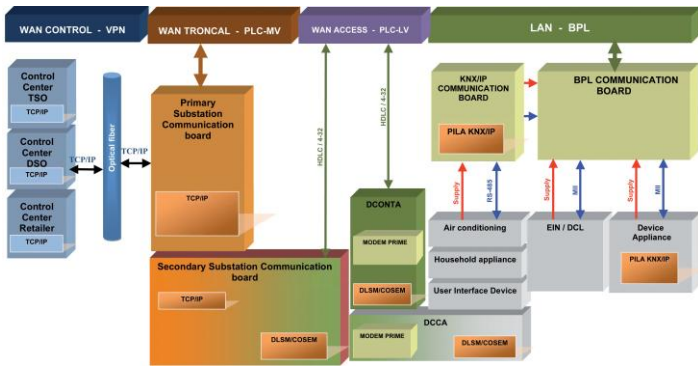 WAN CONTROL - VPN
WAN TRONCAL - PLC-MV
WAN ACCESS - PLC-LV
LAN - BPL
Control
Center
TSO
TCP/IP
Control
Center
DSO
TCP/IP
Control
Center
Retailer
TCP/IP
TCP/IP
Optical fiber
TCP/IP
Primary
Substation
Communication
board
TCP/IP
Secondary Substation Communication
board
TCP/IP
DLSM/COSEM
HDLC / 4-32
HDLC / 4-32
DCONTA
MODEM PRIME
DLSM/COSEM
DCCA
MODEM PRIME
DLSM/COSEM
KNX/IP
COMMUNICATION
BOARD
PILA KNX/IP
BPL COMMUNICATION
BOARD
Supply
RS-485
Supply
MII
Supply
MII
Air conditioning
Household appliance
User Interface Device
EIN / DCL
Device
Appliance
PILA KNX/IP